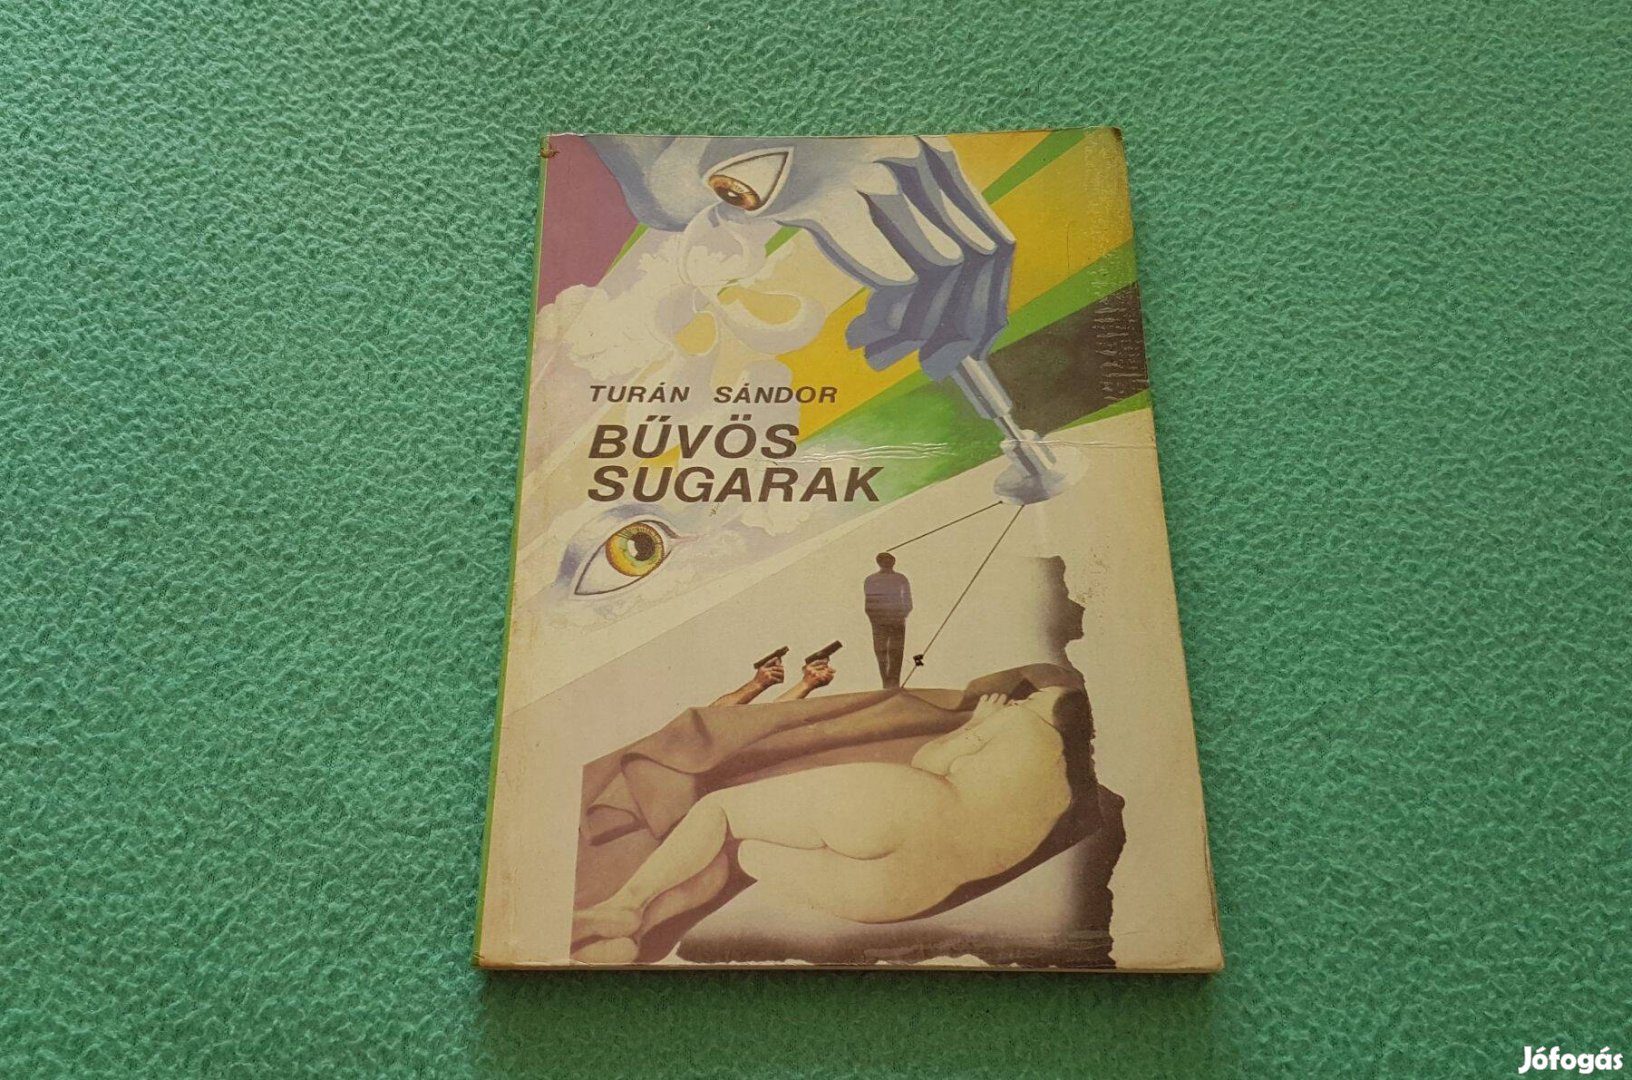 TURÁN SÁNDOR
BŰVÖS
SUGARAK
Jófogás